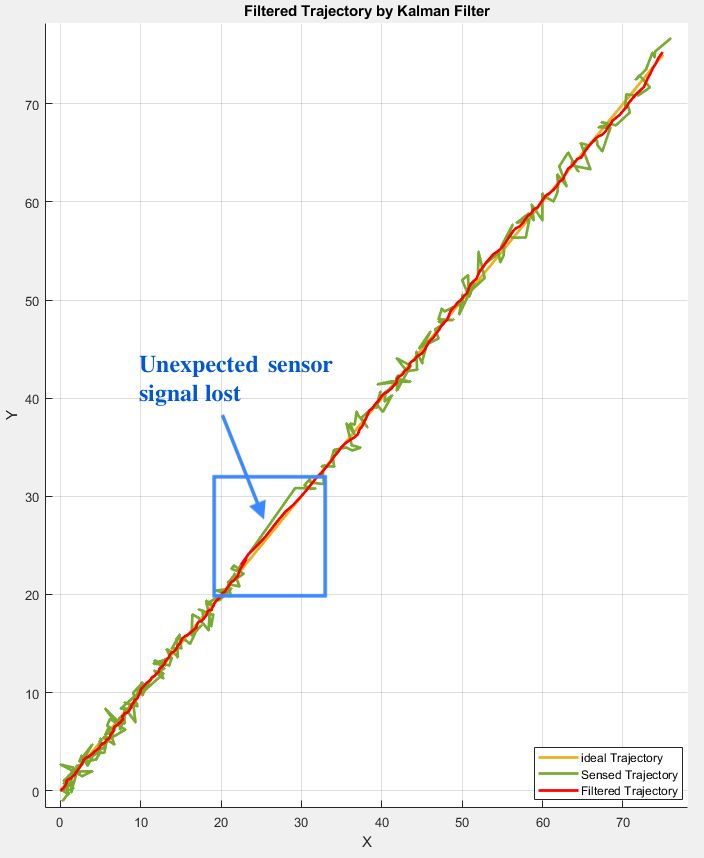 Filtered Trajectory by Kalman Filter
70
60
50
Unexpected sensor
signal lost
40
Y
30
20
10
0
ideal Trajectory
Sensed Trajectory
Filtered Trajectory
0 10 20 30 40 50 60 70
X